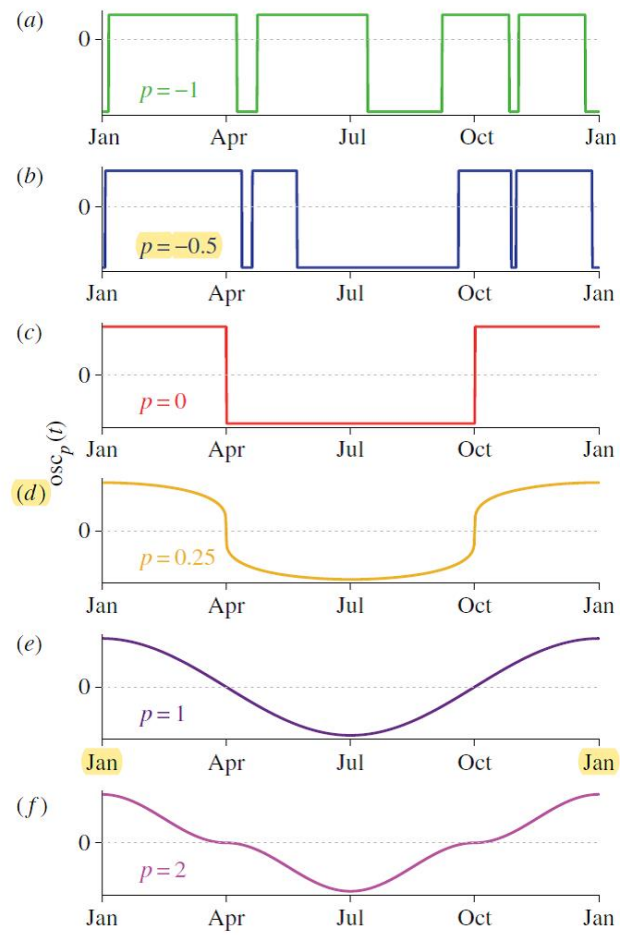 (a)
0
p = −1
Jan Apr Jul Oct Jan
(b)
0
p = −0.5
Jan Apr Jul Oct Jan
(c)
0
p = 0
Jan Apr Jul Oct Jan
osc_p(t)
(d)
0
p = 0.25
Jan Apr Jul Oct Jan
(e)
0
p = 1
Jan Apr Jul Oct Jan
(f)
0
p = 2
Jan Apr Jul Oct Jan